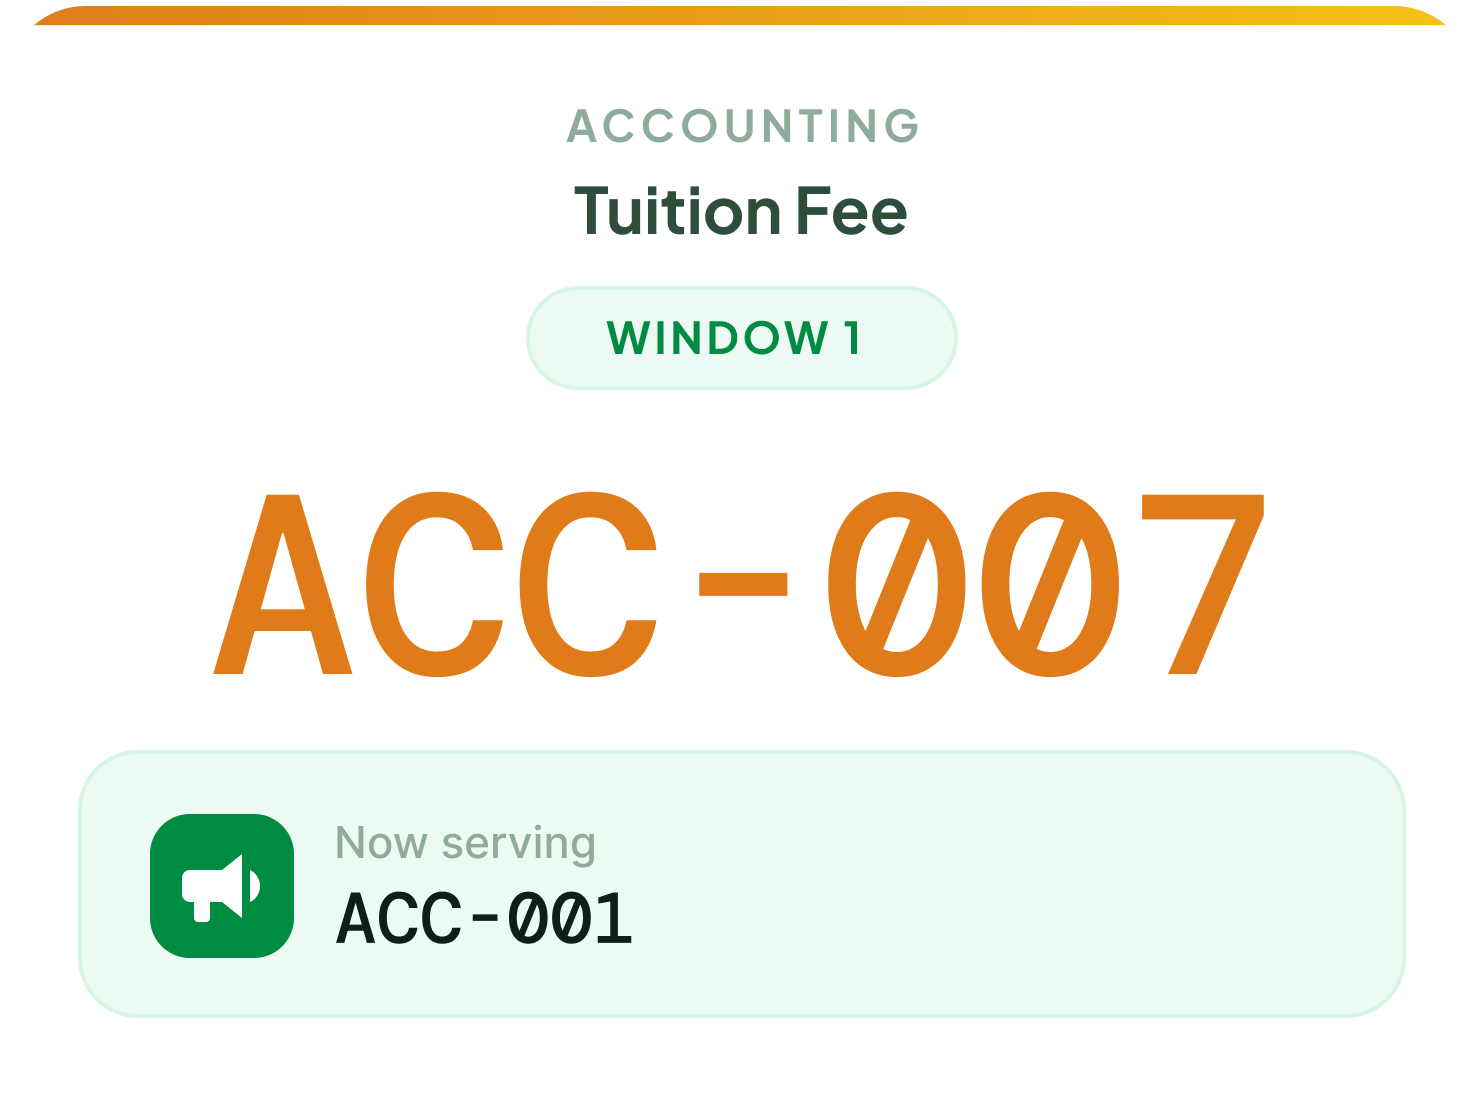 ACCOUNTING
Tuition Fee
WINDOW 1
ACC-007
Now serving
ACC-001